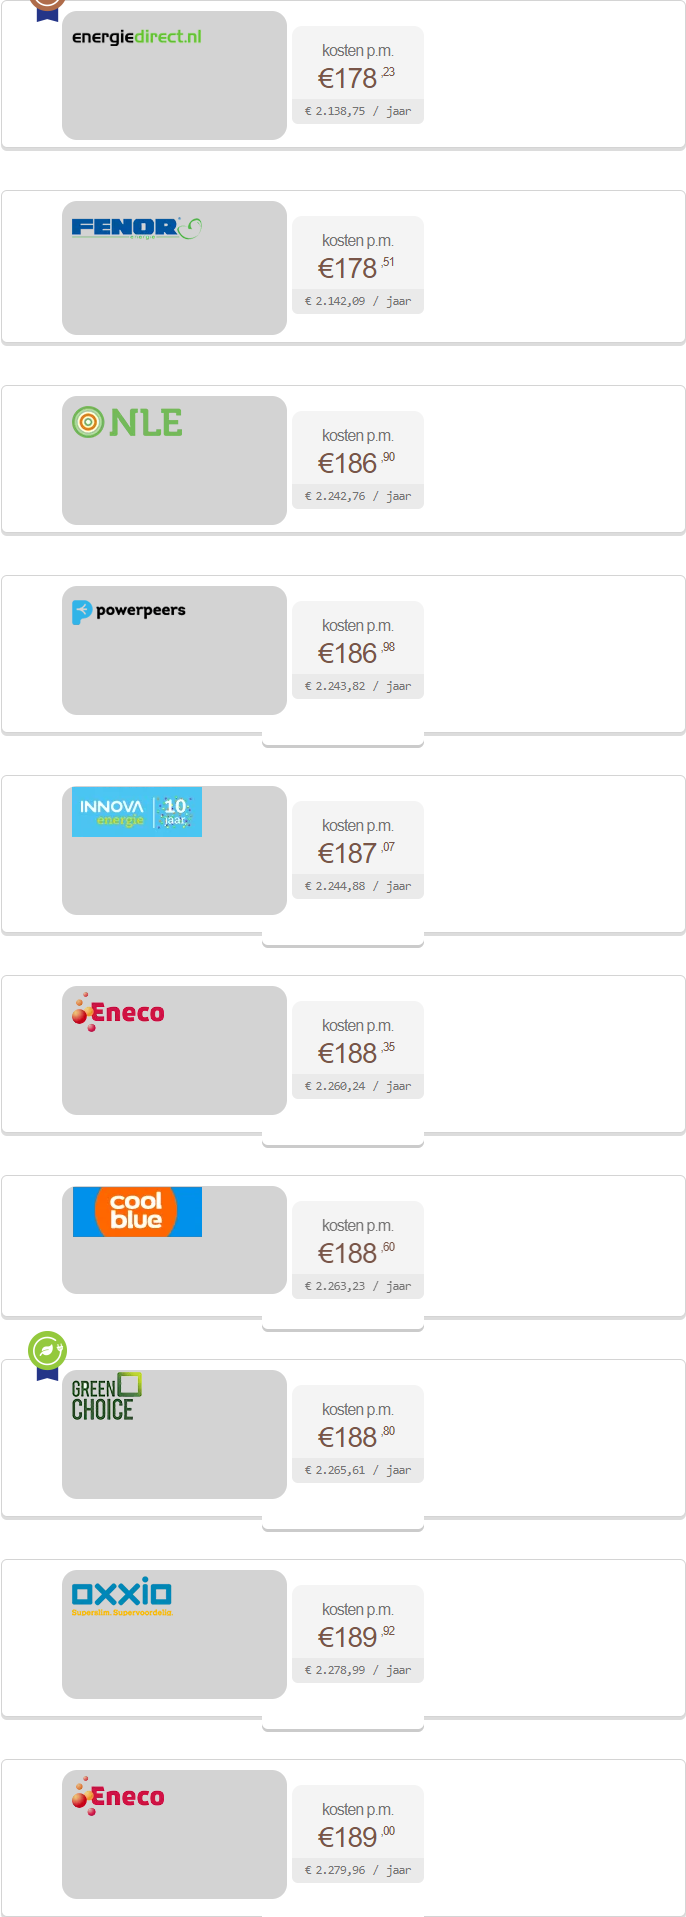 energiedirect.nl
kosten p.m.
€178 ,23
€ 2.138,75 / jaar
FENOR
energie
kosten p.m.
€178 ,51
€ 2.142,09 / jaar
NLE
kosten p.m.
€186 ,90
€ 2.242,76 / jaar
powerpeers
kosten p.m.
€186 ,98
€ 2.243,82 / jaar
INNOVA 10
energie jaar
kosten p.m.
€187 ,07
€ 2.244,88 / jaar
Eneco
kosten p.m.
€188 ,35
€ 2.260,24 / jaar
cool
blue
kosten p.m.
€188 ,60
€ 2.263,23 / jaar
GREEN
CHOICE
kosten p.m.
€188 ,80
€ 2.265,61 / jaar
oxxio
Superslim. Supervoordelig.
kosten p.m.
€189 ,92
€ 2.278,99 / jaar
Eneco
kosten p.m.
€189 ,00
€ 2.279,96 / jaar